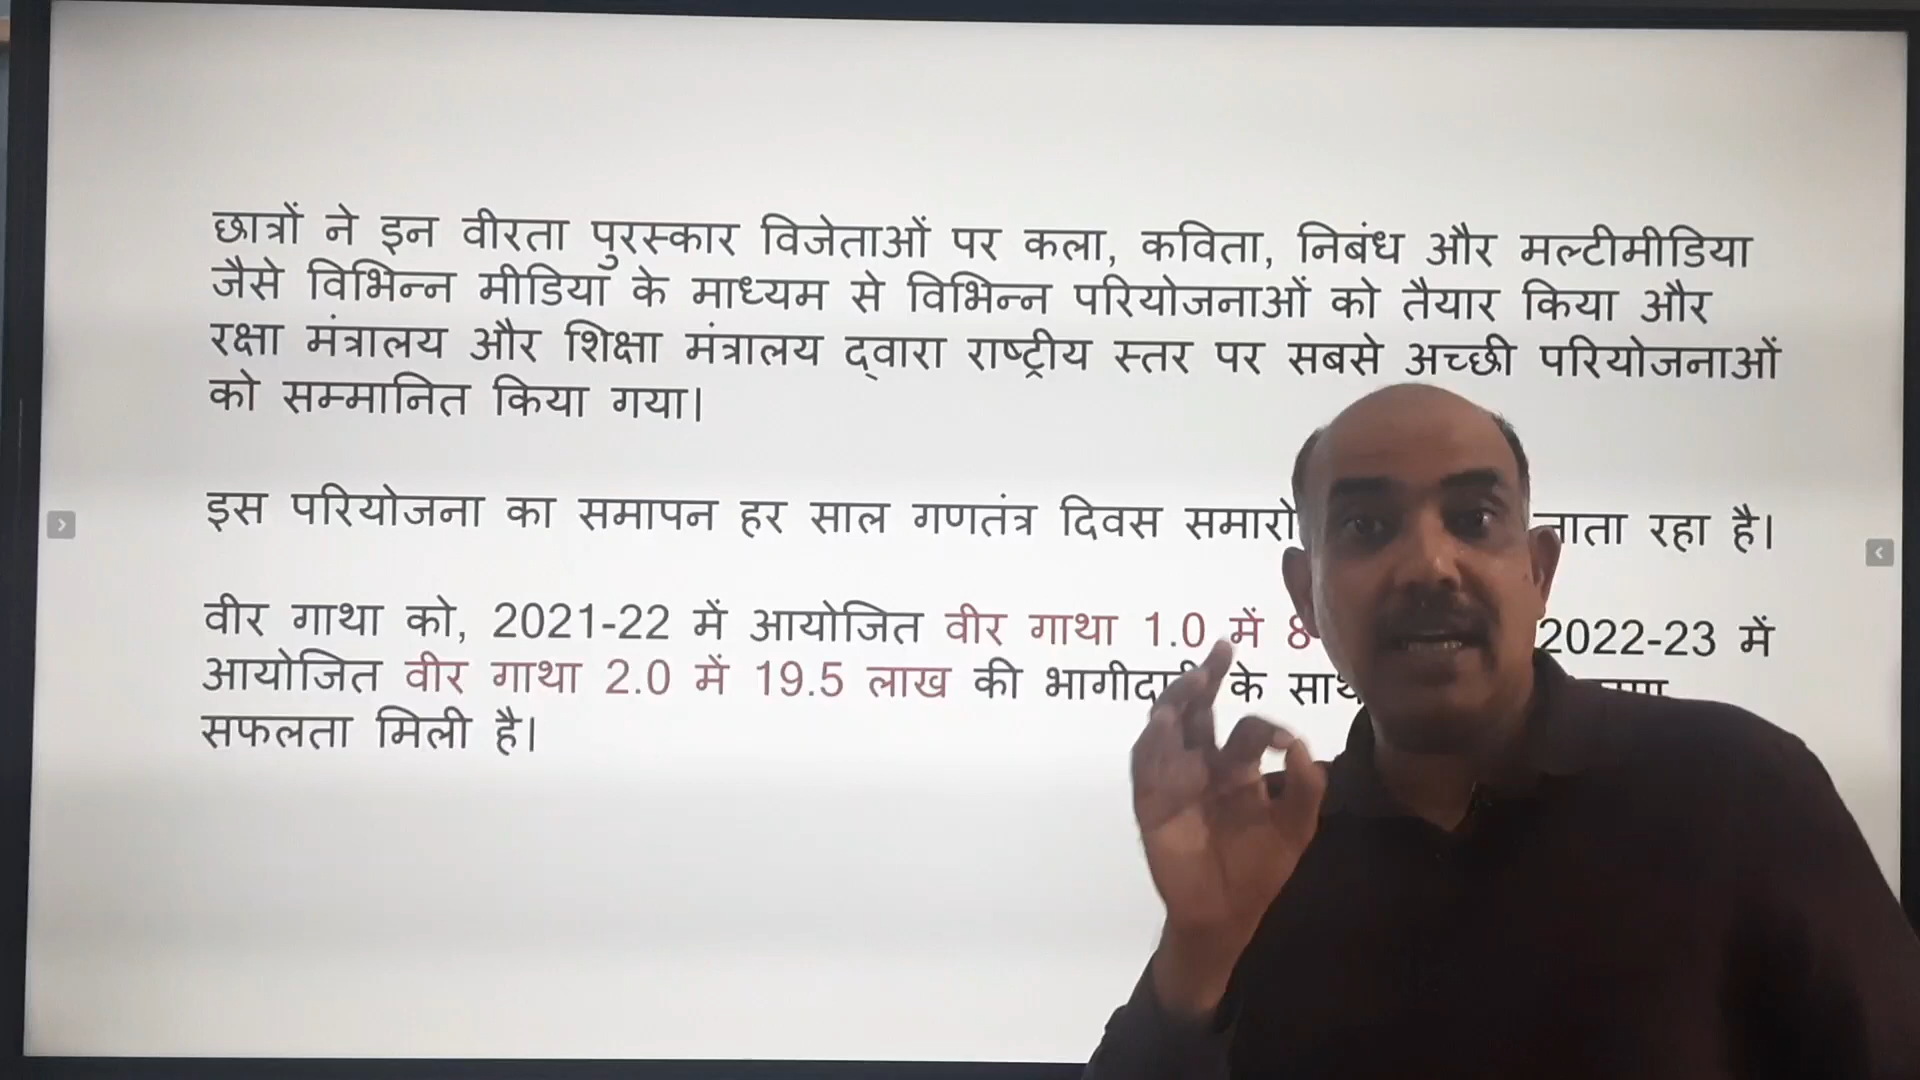 छात्रों ने इन वीरता पुरस्कार विजेताओं पर कला, कविता, निबंध और मल्टीमीडिया
जैसे विभिन्न मीडिया के माध्यम से विभिन्न परियोजनाओं को तैयार किया और
रक्षा मंत्रालय और शिक्षा मंत्रालय द्वारा राष्ट्रीय स्तर पर सबसे अच्छी परियोजनाओं
को सम्मानित किया गया।
इस परियोजना का समापन हर साल गणतंत्र दिवस रहा है।
वीर गाथा को, 2021-22 में आयोजित वीर गाथा 1.0 में 8 2022-23 में
आयोजित वीर गाथा 2.0 में 19.5 लाख की के
सफलता मिली है।